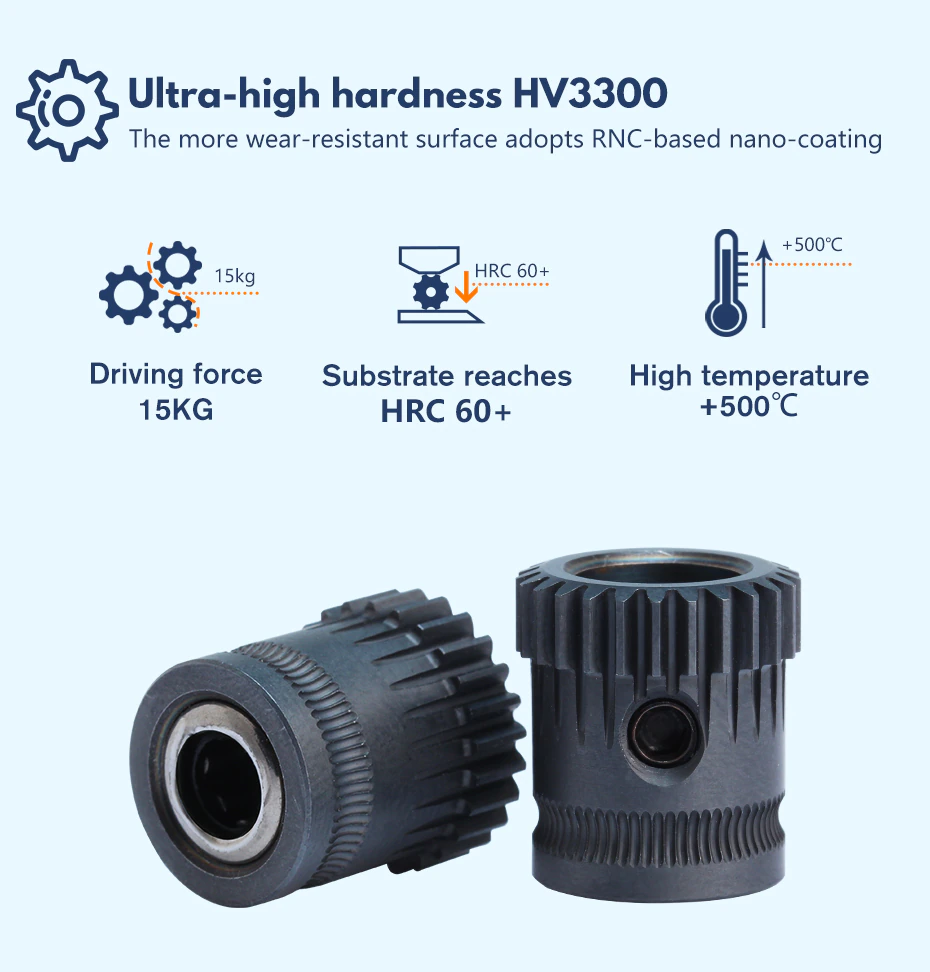 Ultra-high hardness HV3300
The more wear-resistant surface adopts RNC-based nano-coating
15kg
HRC 60+
+500℃
Driving force
15KG
Substrate reaches
HRC 60+
High temperature
+500℃